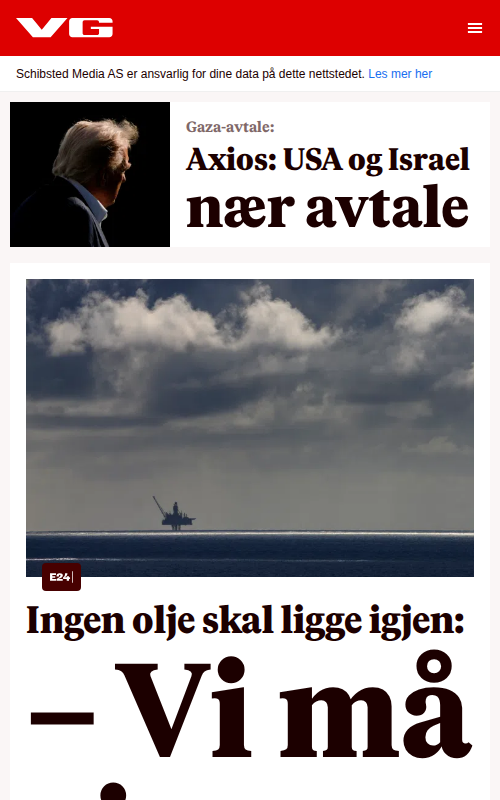 VG
Schibsted Media AS er ansvarlig for dine data på dette nettstedet. Les mer her
Gaza-avtale:
Axios: USA og Israel
nær avtale
E24
Ingen olje skal ligge igjen:
– Vi må